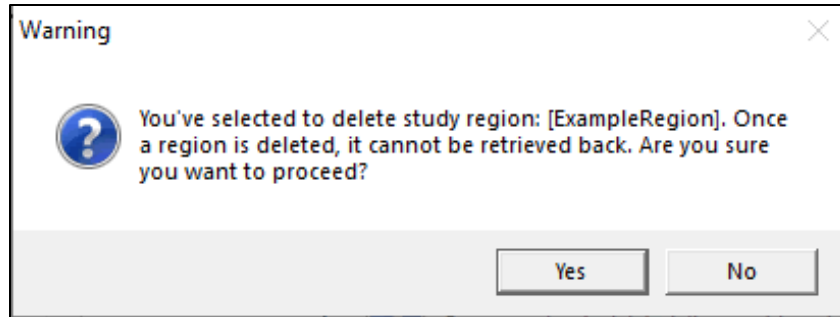 Warning
You've selected to delete study region: [ExampleRegion]. Once
a region is deleted, it cannot be retrieved back. Are you sure
you want to proceed?
Yes
No